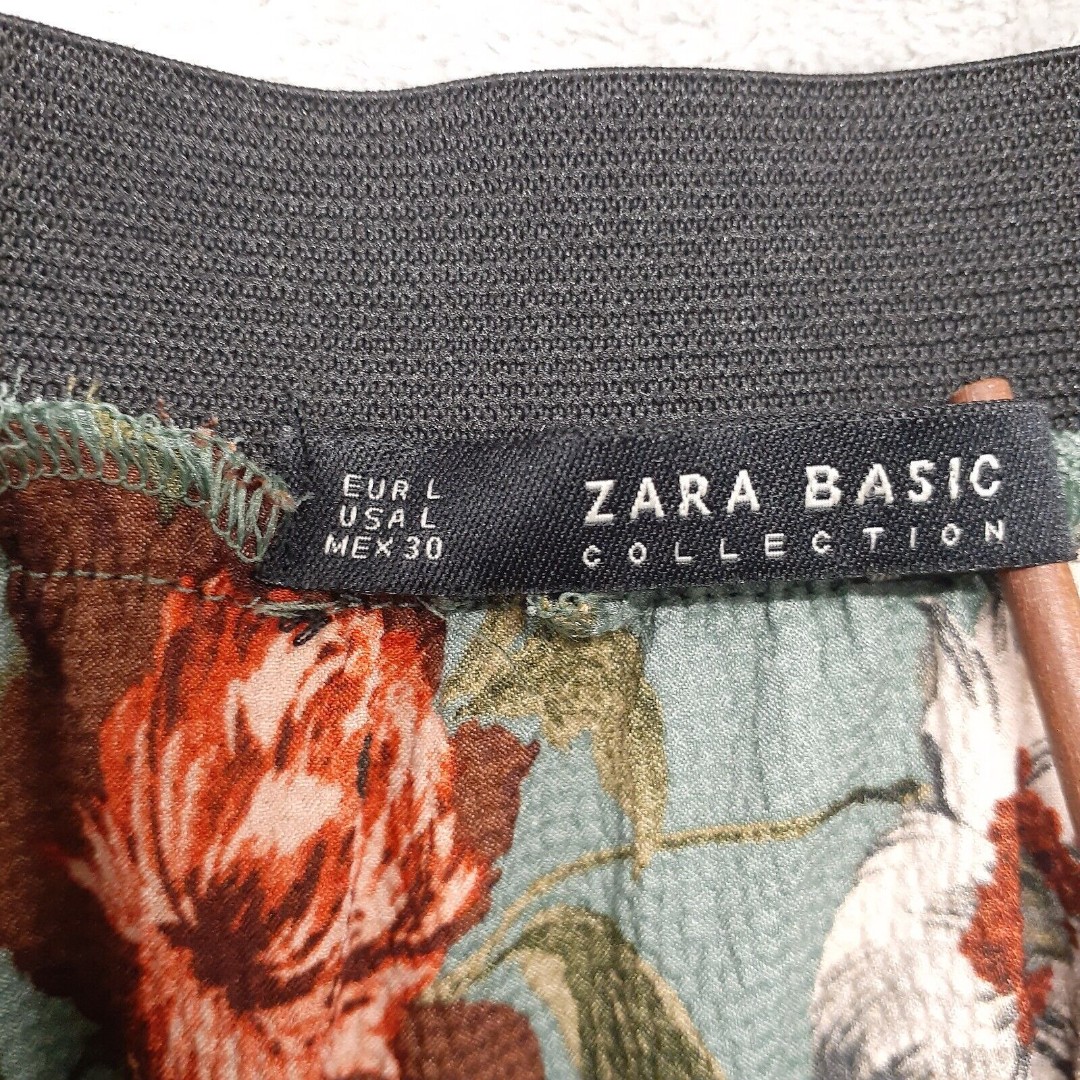 EUR L
USA L
MEX 30
ZARA BASIC
COLLECTION